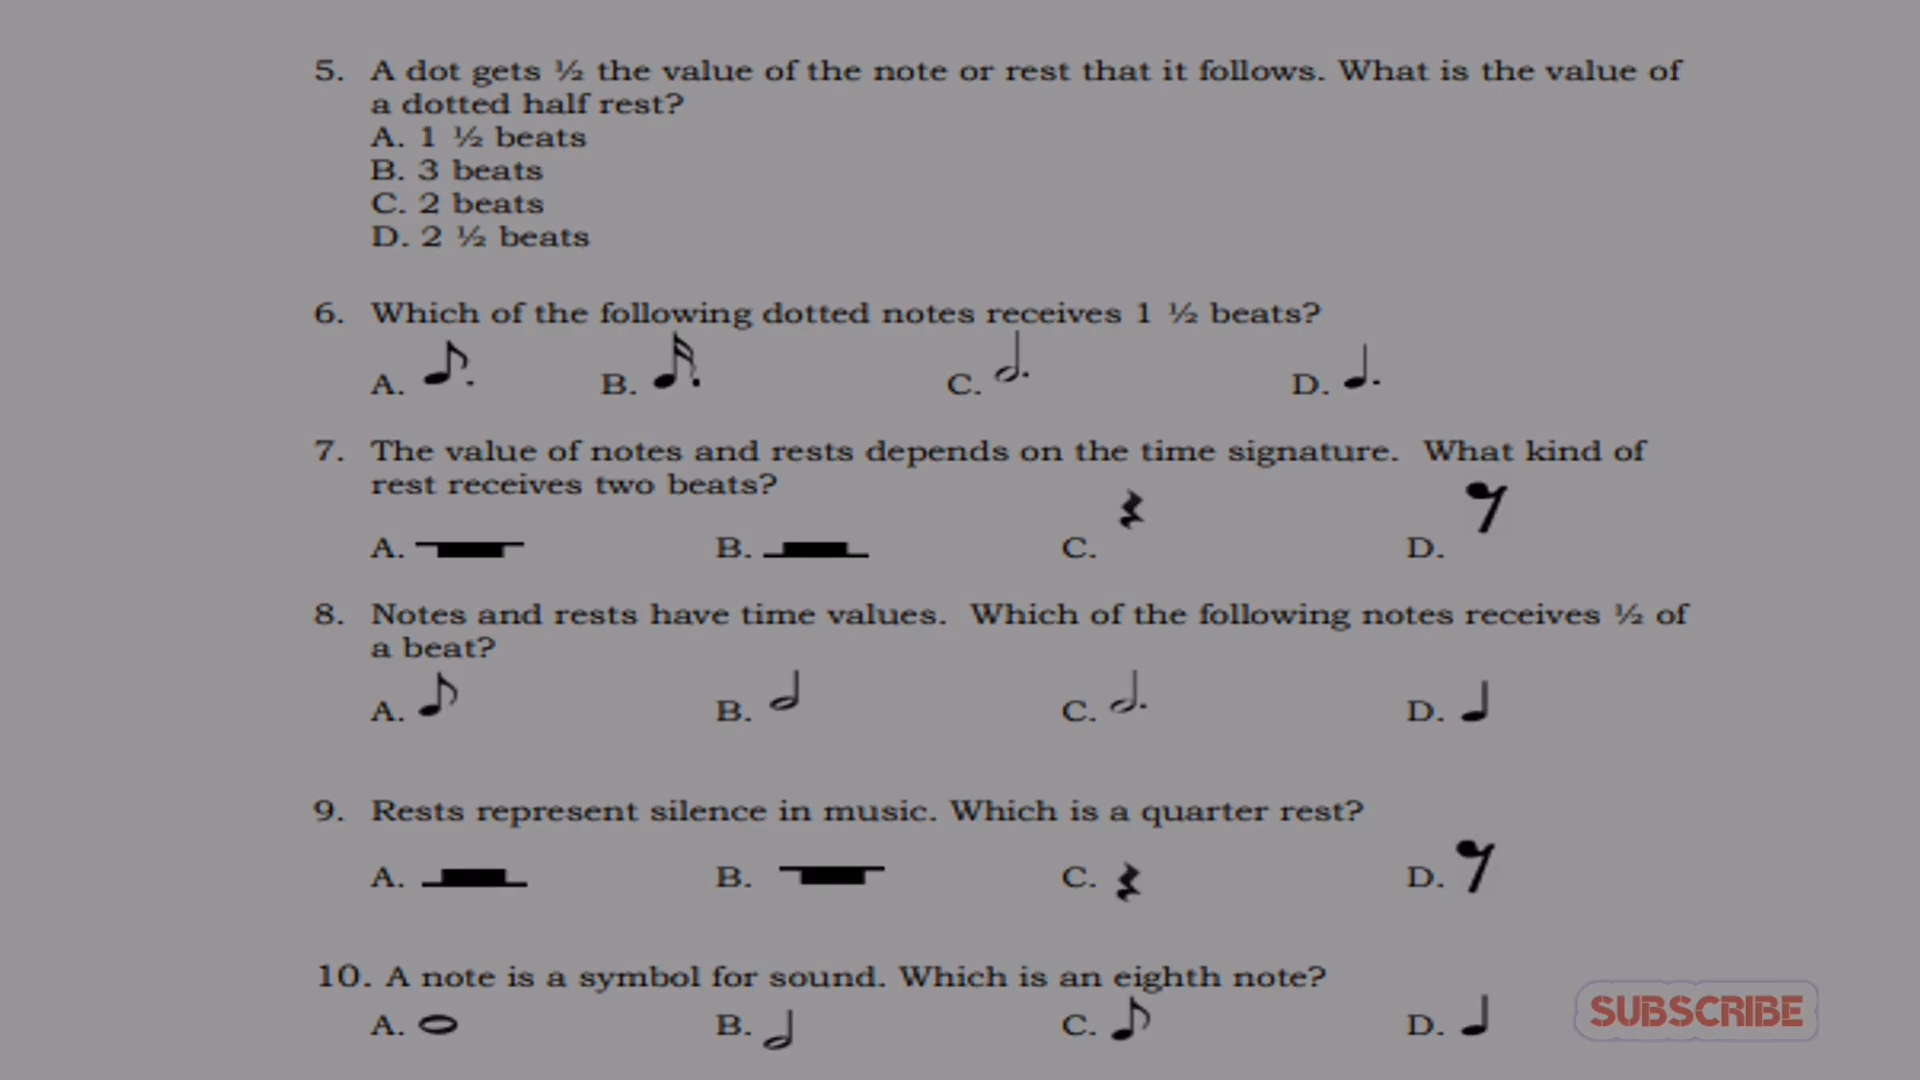 5. A dot gets ½ the value of the note or rest that it follows. What is the value of
a dotted half rest?
A. 1 ½ beats
B. 3 beats
C. 2 beats
D. 2 ½ beats
6. Which of the following dotted notes receives 1 ½ beats?
A. B. C. D.
7. The value of notes and rests depends on the time signature. What kind of
rest receives two beats?
A. B. C. D.
8. Notes and rests have time values. Which of the following notes receives ½ of
a beat?
A. B. C. D.
9. Rests represent silence in music. Which is a quarter rest?
A. B. C. D.
10. A note is a symbol for sound. Which is an eighth note?
A. B. C. D.
SUBSCRIBE